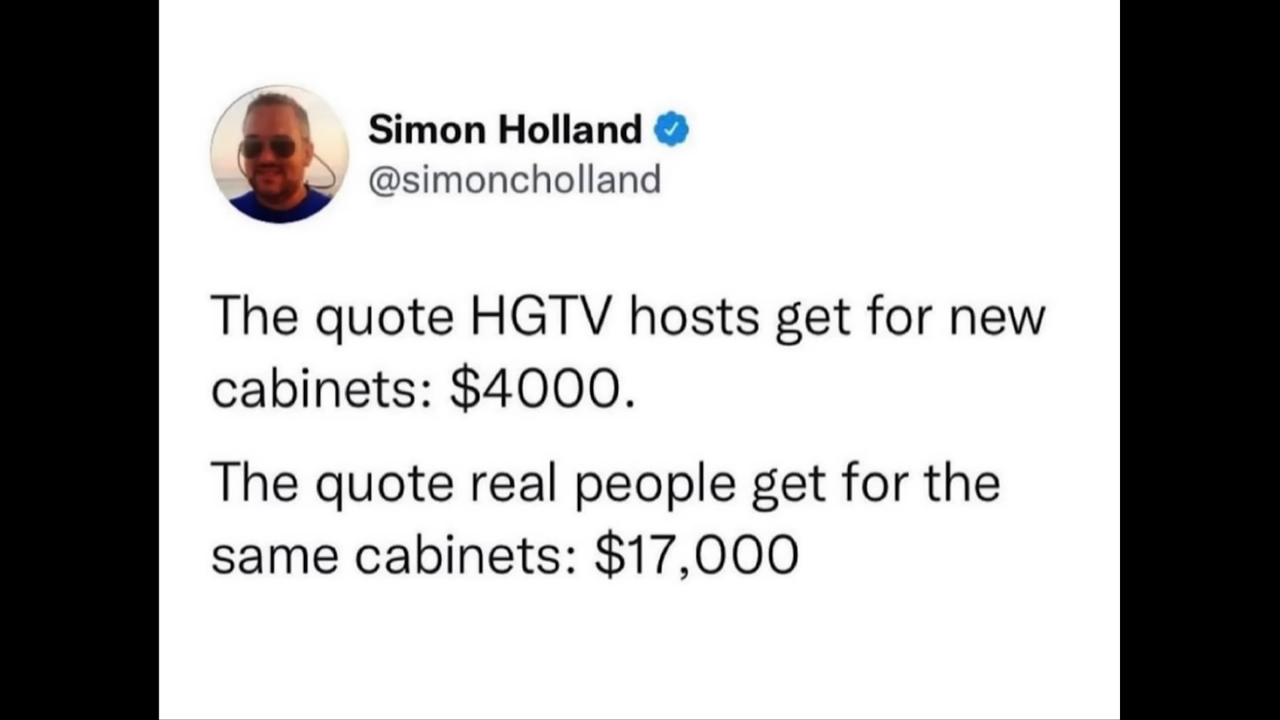 Simon Holland
@simoncholland
The quote HGTV hosts get for new
cabinets: $4000.
The quote real people get for the
same cabinets: $17,000